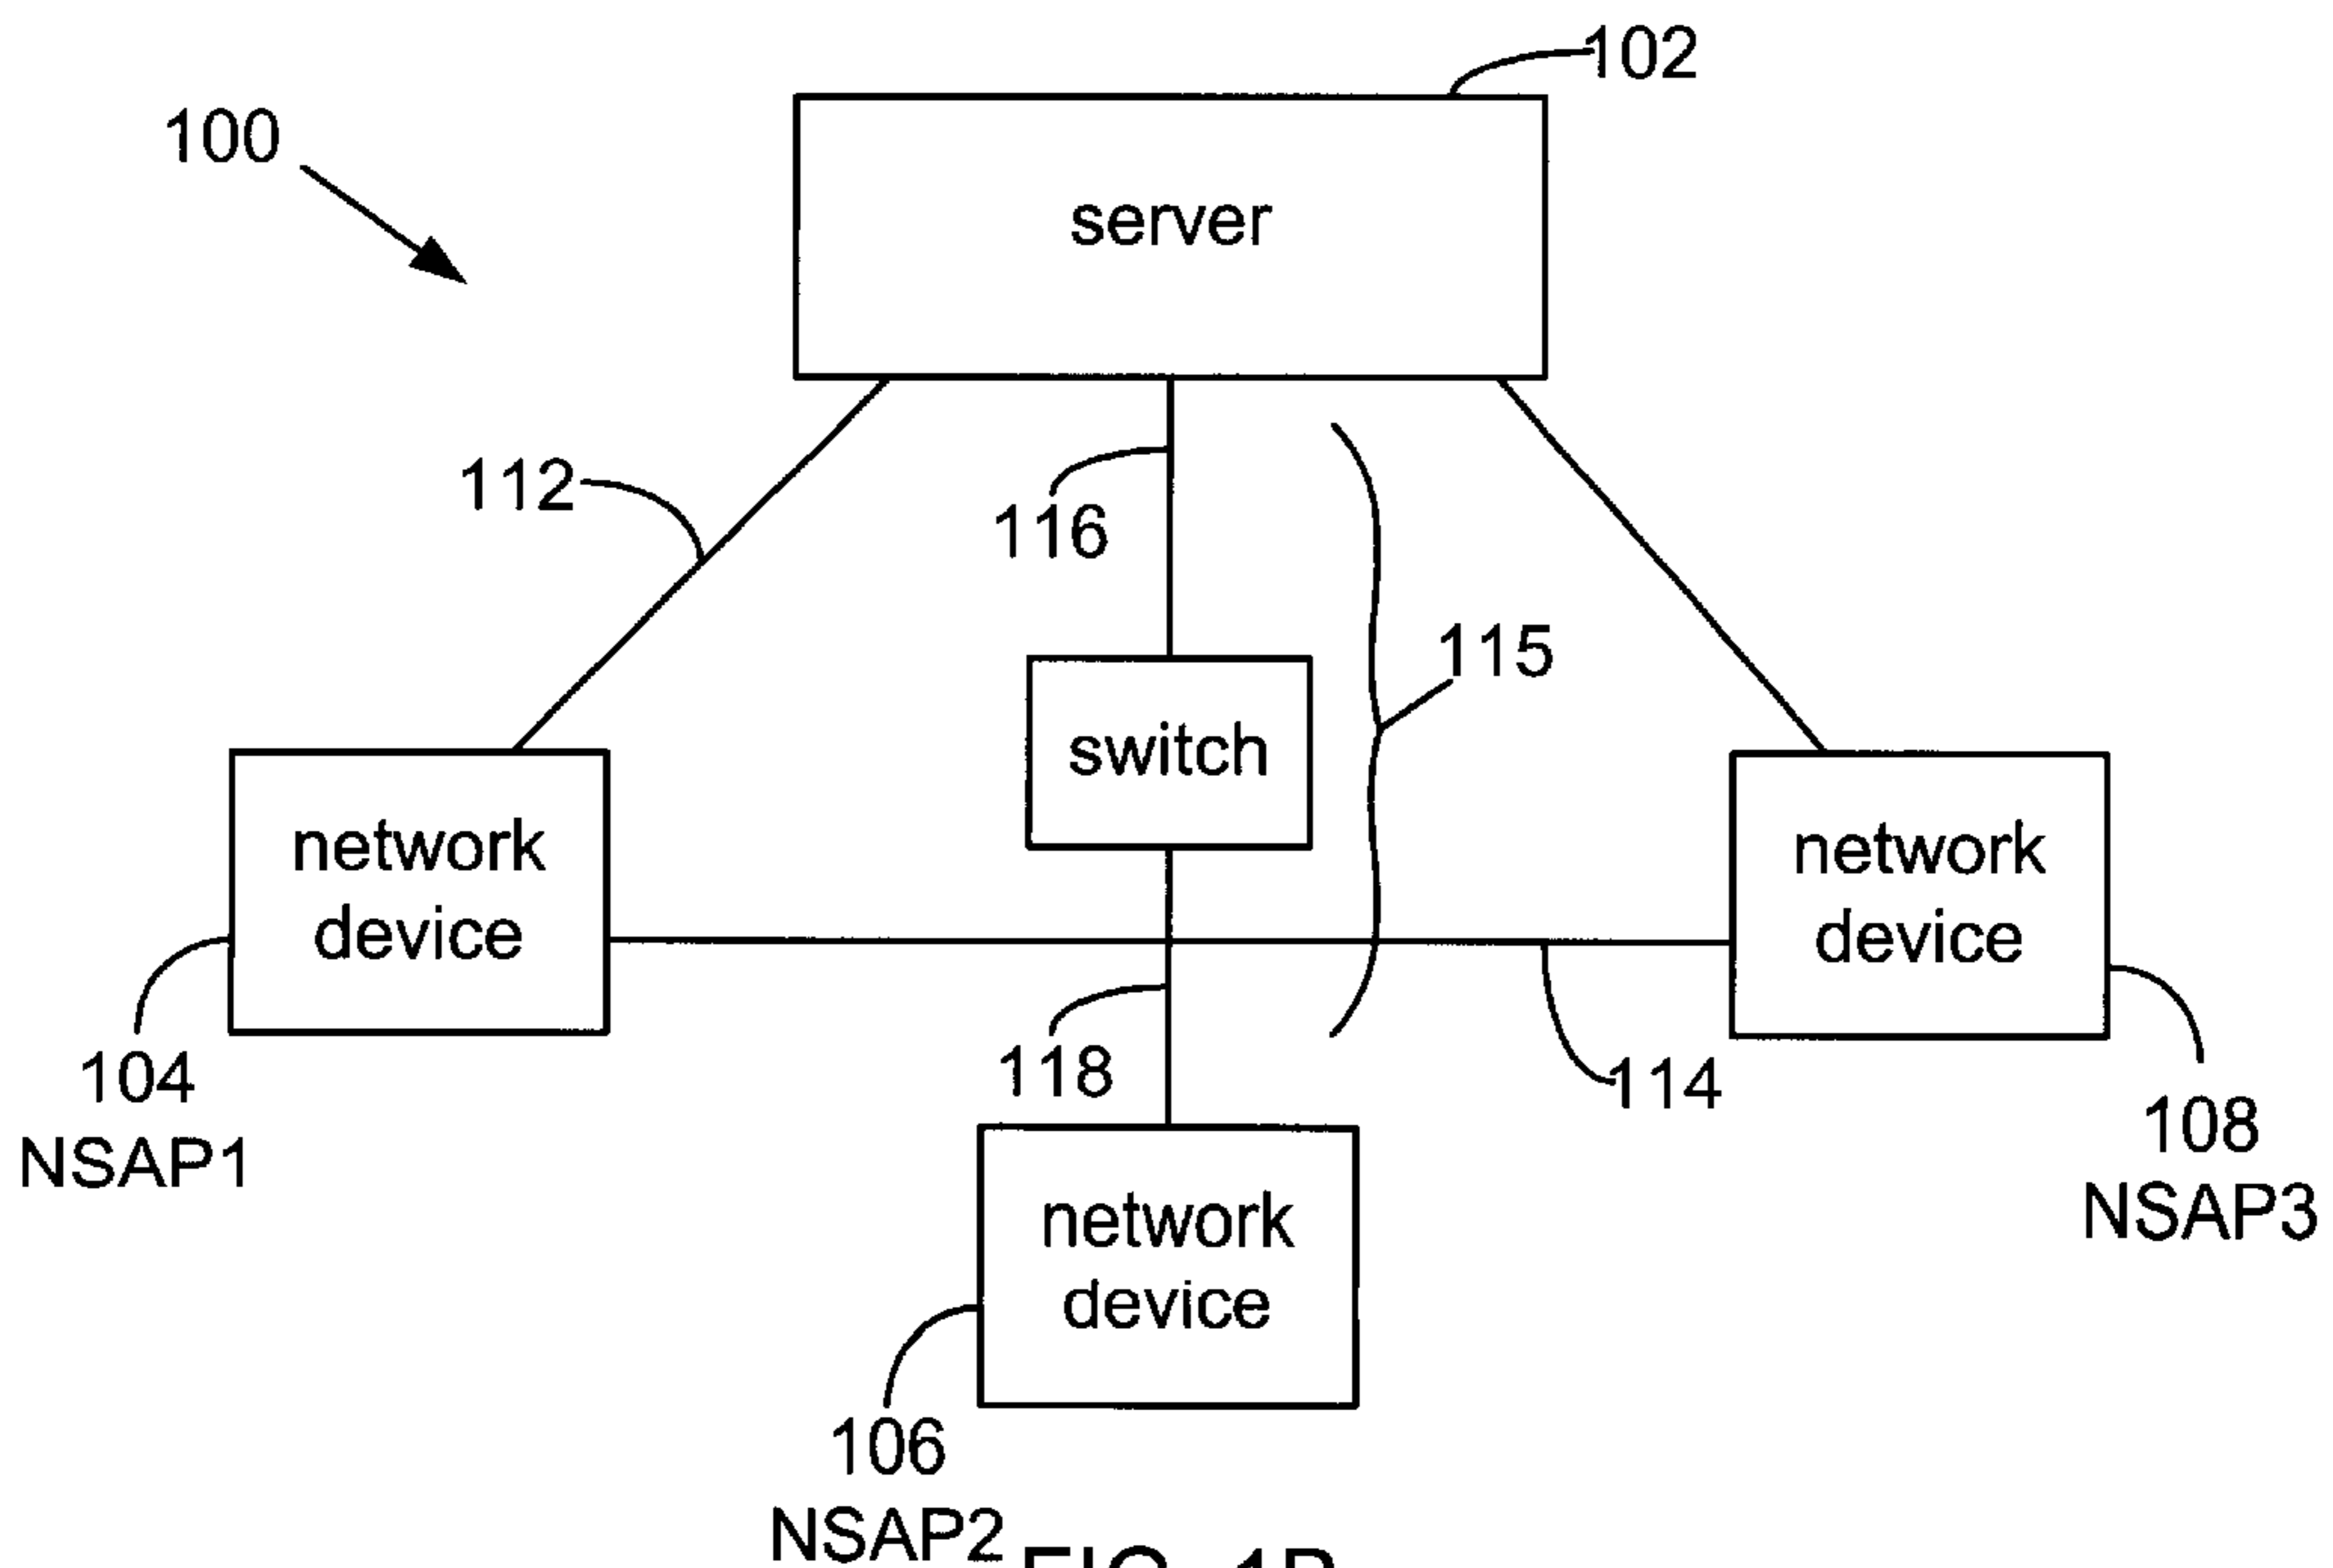 102
100
server
112
116
115
switch
network
device
network
device
118
114
104
NSAP1
108
NSAP3
network
device
106
NSAP2